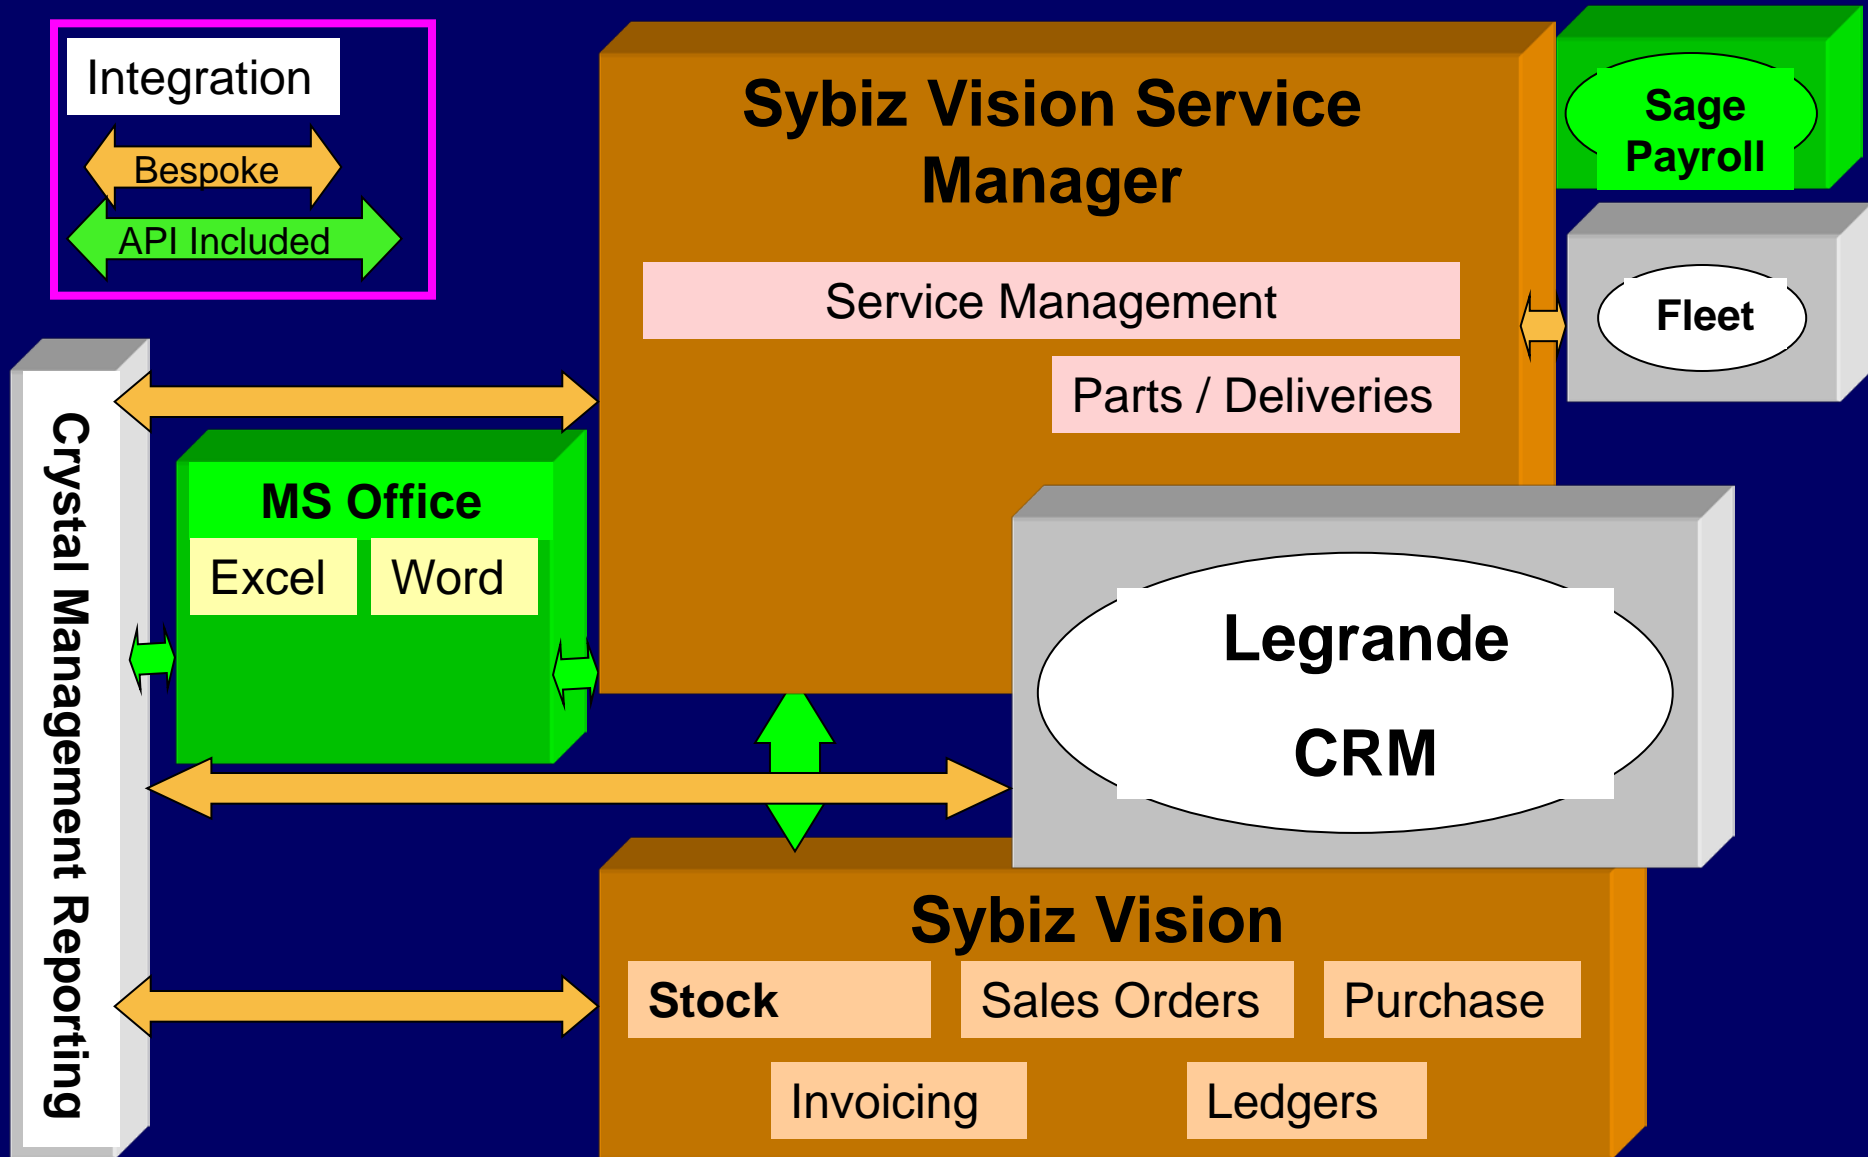 Integration
Bespoke
API Included
Sybiz Vision Service
Manager
Service Management
Parts / Deliveries
Sage
Payroll
Fleet
Crystal Management Reporting
MS Office
Excel
Word
Legrande
CRM
Sybiz Vision
Stock
Sales Orders
Purchase
Invoicing
Ledgers